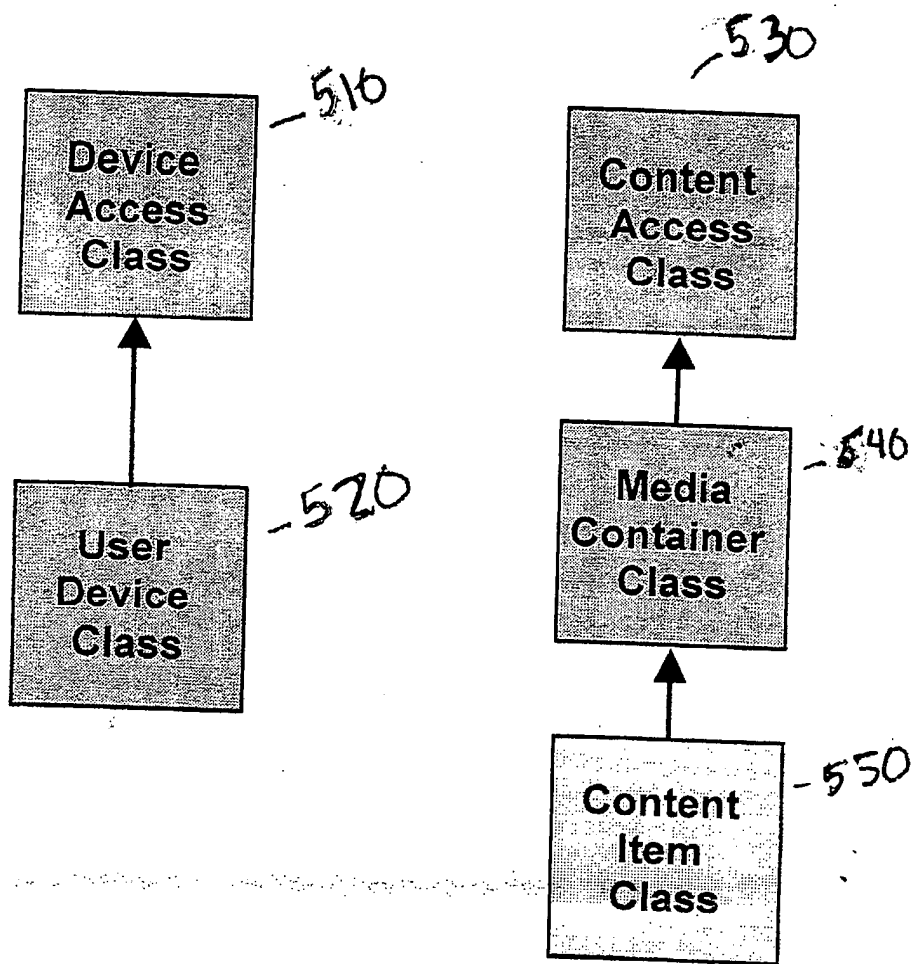 510
Device
Access
Class
520
User
Device
Class
530
Content
Access
Class
540
Media
Container
Class
550
Content
Item
Class